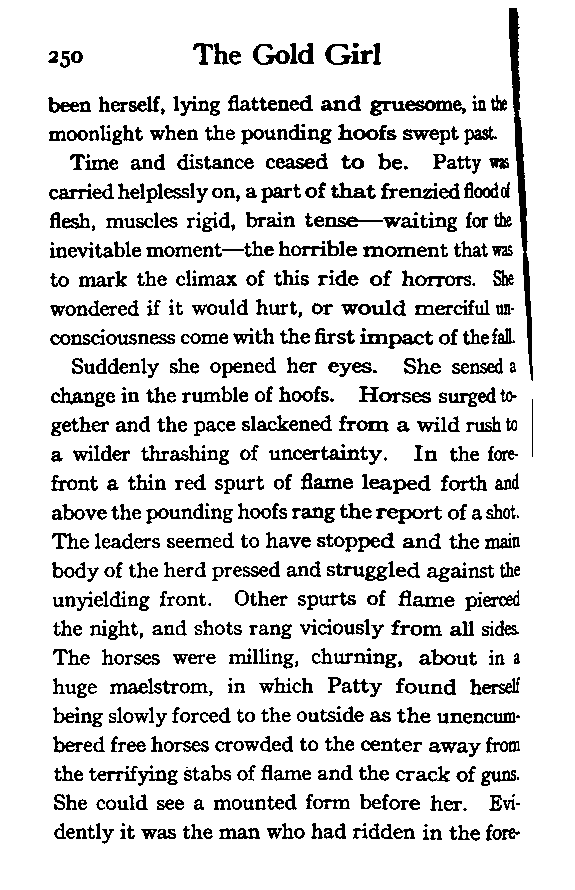 250 The Gold Girl
been herself, lying flattened and gruesome, in the
moonlight when the pounding hoofs swept past.
Time and distance ceased to be. Patty was
carried helplessly on, a part of that frenzied flood of
flesh, muscles rigid, brain tense—waiting for the
inevitable moment—the horrible moment that was
to mark the climax of this ride of horrors. She
wondered if it would hurt, or would merciful un-
consciousness come with the first impact of the fall.
Suddenly she opened her eyes. She sensed a
change in the rumble of hoofs. Horses surged to-
gether and the pace slackened from a wild rush to
a wilder thrashing of uncertainty. In the fore-
front a thin red spurt of flame leaped forth and
above the pounding hoofs rang the report of a shot.
The leaders seemed to have stopped and the main
body of the herd pressed and struggled against the
unyielding front. Other spurts of flame pierced
the night, and shots rang viciously from all sides.
The horses were milling, churning, about in a
huge maelstrom, in which Patty found herself
being slowly forced to the outside as the unencum-
bered free horses crowded to the center away from
the terrifying stabs of flame and the crack of guns.
She could see a mounted form before her. Evi-
dently it was the man who had ridden in the fore-